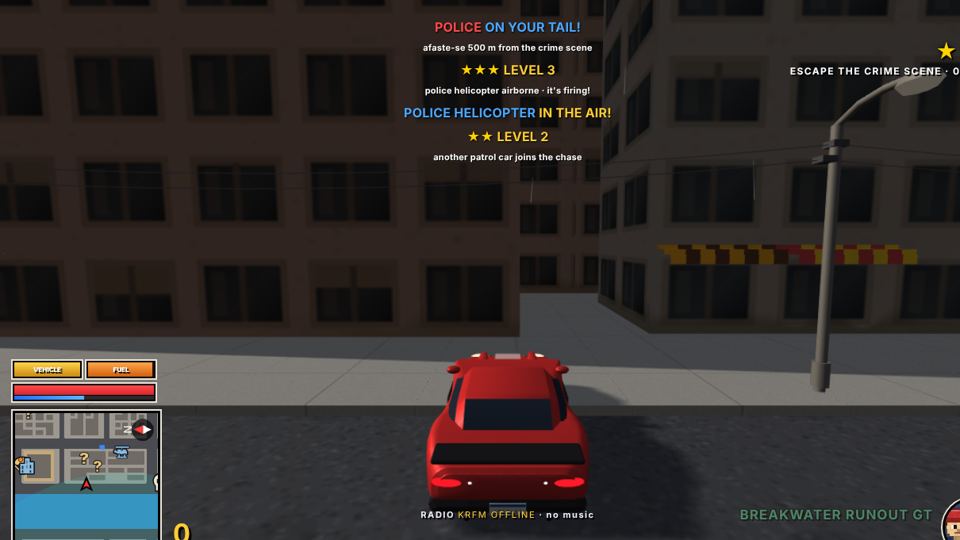 POLICE ON YOUR TAIL!
afaste-se 500 m from the crime scene
★★★ LEVEL 3
police helicopter airborne · it's firing!
POLICE HELICOPTER IN THE AIR!
★★ LEVEL 2
another patrol car joins the chase
★
ESCAPE THE CRIME SCENE · 0
VEHICLE FUEL
N
? ?
0
RADIO KRFM OFFLINE · no music
BREAKWATER RUNOUT GT